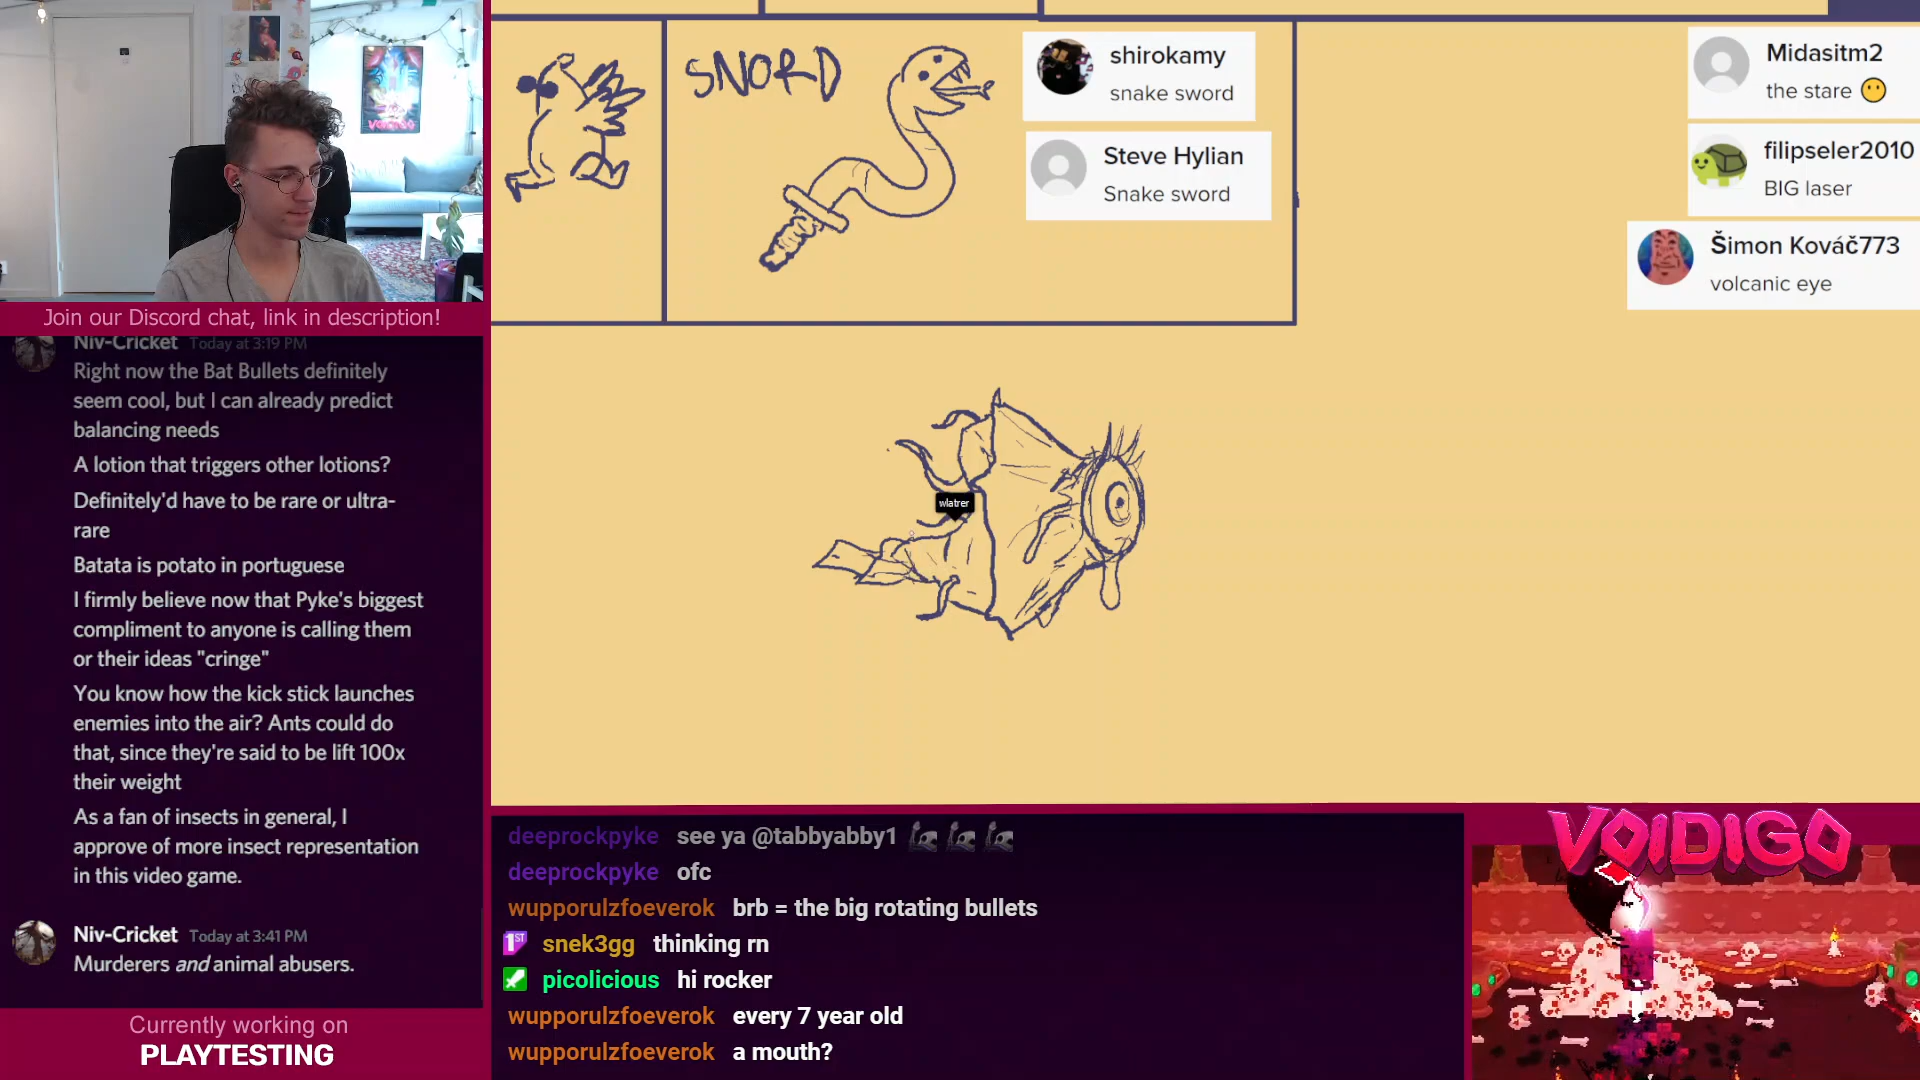 Join our Discord chat, link in description!
Niv-Cricket Today at 3:19 PM
Right now the Bat Bullets definitely
seem cool, but I can already predict
balancing needs
A lotion that triggers other lotions?
Definitely'd have to be rare or ultra-
rare
Batata is potato in portuguese
I firmly believe now that Pyke's biggest
compliment to anyone is calling them
or their ideas "cringe"
You know how the kick stick launches
enemies into the air? Ants could do
that, since they're said to be lift 100x
their weight
As a fan of insects in general, I
approve of more insect representation
in this video game.
Niv-Cricket Today at 3:41 PM
Murderers and animal abusers.
Currently working on
PLAYTESTING
SNORD
shirokamy
snake sword
Steve Hylian
Snake sword
Midasitm2
the stare 😶
filipseler2010
BIG laser
Šimon Kováč773
volcanic eye
wlatrer
deeprockpyke see ya @tabbyabby1
deeprockpyke ofc
wupporulzfoeverok brb = the big rotating bullets
1ST snek3gg thinking rn
picolicious hi rocker
wupporulzfoeverok every 7 year old
wupporulzfoeverok a mouth?
VOIDIGO
VOIDIGO